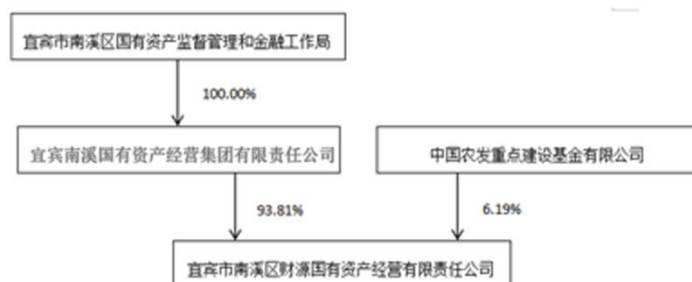 宜宾市南溪区国有资产监督管理和金融工作局
100.00%
宜宾南溪国有资产经营集团有限责任公司
中国农发重点建设基金有限公司
93.81%
6.19%
宜宾市南溪区财源国有资产经营有限责任公司